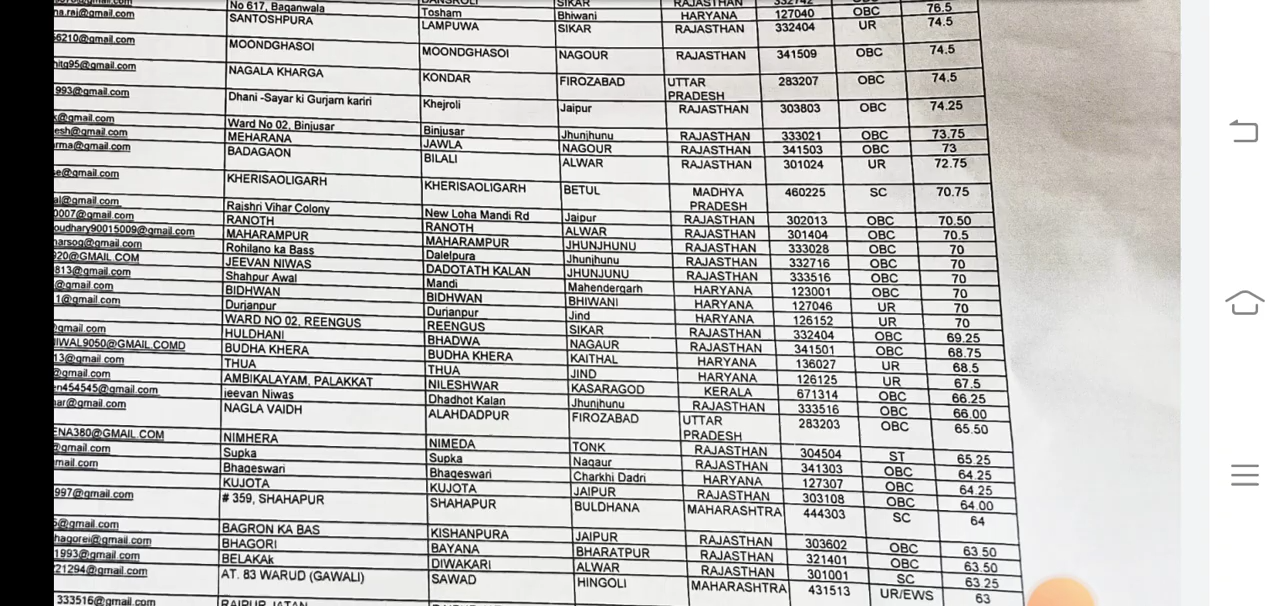 No 617, Baganwala Tosham Bhiwani HARYANA 127040 OBC 76.5
na.raj@gmail.com SANTOSHPURA LAMPUWA SIKAR RAJASTHAN 332404 UR 74.5
6210@gmail.com MOONDGHASOI MOONDGHASOI NAGOUR RAJASTHAN 341509 OBC 74.5
hitg95@gmail.com NAGALA KHARGA KONDAR FIROZABAD UTTAR PRADESH 283207 OBC 74.5
993@gmail.com Dhani -Sayar ki Gurjam kariri Khejroli Jaipur RAJASTHAN 303803 OBC 74.25
k@gmail.com Ward No 02, Binjusar Binjusar Jhunjhunu RAJASTHAN 333021 OBC 73.75
esh@gmail.com MEHARANA JAWLA NAGOUR RAJASTHAN 341503 OBC 73
rma@gmail.com BADAGAON BILALI ALWAR RAJASTHAN 301024 UR 72.75
se@gmail.com KHERISAOLIGARH KHERISAOLIGARH BETUL MADHYA PRADESH 460225 SC 70.75
al@gmail.com Rajshri Vihar Colony New Loha Mandi Rd Jaipur RAJASTHAN 302013 OBC 70.50
0007@gmail.com RANOTH RANOTH ALWAR RAJASTHAN 301404 OBC 70.5
oudhary90015009@gmail.com MAHARAMPUR MAHARAMPUR JHUNJHUNU RAJASTHAN 333028 OBC 70
harsog@gmail.com Rohilano ka Bass Dalelpura Jhunjhunu RAJASTHAN 332716 OBC 70
920@GMAIL.COM JEEVAN NIWAS DADOTATH KALAN JHUNJUNU RAJASTHAN 333516 OBC 70
813@gmail.com Shahpur Awal Mandi Mahendergarh HARYANA 123001 OBC 70
@gmail.com BIDHWAN BIDHWAN BHIWANI HARYANA 127046 UR 70
1@gmail.com Durjanpur Durjanpur Jind HARYANA 126152 UR 70
WARD NO 02, REENGUS REENGUS SIKAR RAJASTHAN 332404 OBC 69.25
@gmail.com HULDHANI BHADWA NAGAUR RAJASTHAN 341501 OBC 68.75
NIWAL9050@GMAIL.COMD BUDHA KHERA BUDHA KHERA KAITHAL HARYANA 136027 UR 68.5
13@gmail.com THUA THUA JIND HARYANA 126125 UR 67.5
@gmail.com AMBIKALAYAM, PALAKKAT NILESHWAR KASARAGOD KERALA 671314 OBC 66.25
en454545@gmail.com jeevan Niwas Dhadhot Kalan Jhunjhunu RAJASTHAN 333516 OBC 66.00
har@gmail.com NAGLA VAIDH ALAHDADPUR FIROZABAD UTTAR PRADESH 283203 OBC 65.50
ENA380@GMAIL.COM NIMHERA NIMEDA TONK RAJASTHAN 304504 ST 65.25
@gmail.com Supka Supka Nagaur RAJASTHAN 341303 OBC 64.25
mail.com Bhageswari Bhageswari Charkhi Dadri HARYANA 127307 OBC 64.25
KUJOTA KUJOTA JAIPUR RAJASTHAN 303108 OBC 64.00
997@gmail.com # 359, SHAHAPUR SHAHAPUR BULDHANA MAHARASHTRA 444303 SC 64
5@gmail.com BAGRON KA BAS KISHANPURA JAIPUR RAJASTHAN 303602 OBC 63.50
hagorei@gmail.com BHAGORI BAYANA BHARATPUR RAJASTHAN 321401 OBC 63.50
1993@gmail.com BELAKAk DIWAKARI ALWAR RAJASTHAN 301001 SC 63.25
21294@gmail.com AT. 83 WARUD (GAWALI) SAWAD HINGOLI MAHARASHTRA 431513 UR/EWS 63
333516@gmail.com RAIPUR JATAN